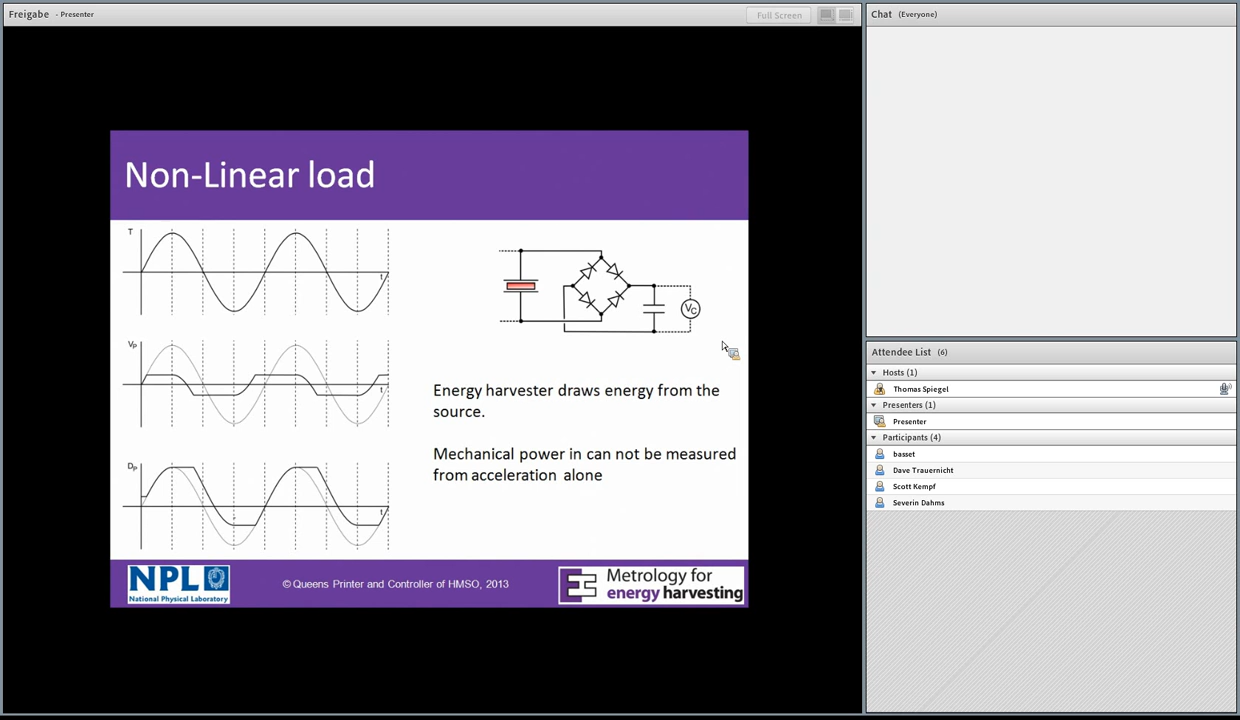 Freigabe - Presenter
Full Screen
Non-Linear load
T
t
Vp
t
Dp
t
VC
Energy harvester draws energy from the
source.
Mechanical power in can not be measured
from acceleration alone
NPL
National Physical Laboratory
© Queens Printer and Controller of HMSO, 2013
Metrology for
energy harvesting
Chat (Everyone)
Attendee List (6)
Hosts (1)
Thomas Spiegel
Presenters (1)
Presenter
Participants (4)
basset
Dave Trauernicht
Scott Kempf
Severin Dahms